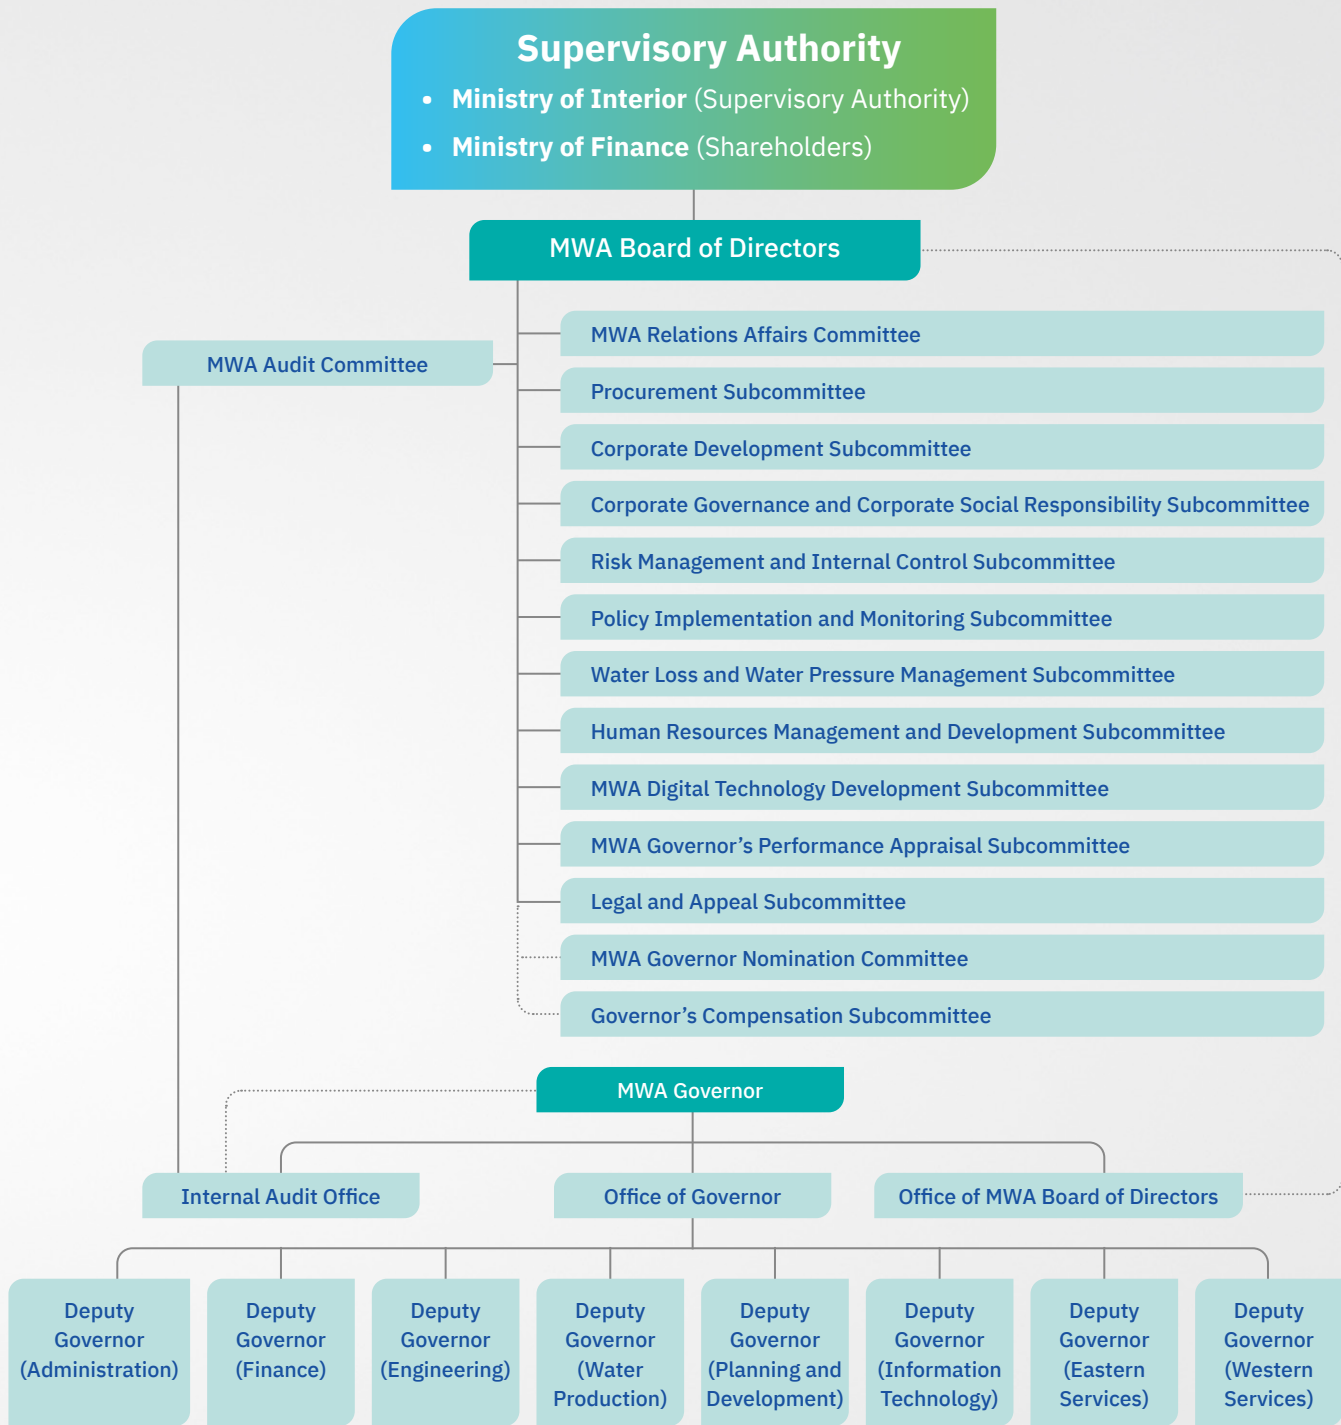 Supervisory Authority
• Ministry of Interior (Supervisory Authority)
• Ministry of Finance (Shareholders)
MWA Board of Directors
MWA Relations Affairs Committee
MWA Audit Committee
Procurement Subcommittee
Corporate Development Subcommittee
Corporate Governance and Corporate Social Responsibility Subcommittee
Risk Management and Internal Control Subcommittee
Policy Implementation and Monitoring Subcommittee
Water Loss and Water Pressure Management Subcommittee
Human Resources Management and Development Subcommittee
MWA Digital Technology Development Subcommittee
MWA Governor’s Performance Appraisal Subcommittee
Legal and Appeal Subcommittee
MWA Governor Nomination Committee
Governor’s Compensation Subcommittee
MWA Governor
Internal Audit Office
Office of Governor
Office of MWA Board of Directors
Deputy
Governor
(Administration)
Deputy
Governor
(Finance)
Deputy
Governor
(Engineering)
Deputy
Governor
(Water
Production)
Deputy
Governor
(Planning and
Development)
Deputy
Governor
(Information
Technology)
Deputy
Governor
(Eastern
Services)
Deputy
Governor
(Western
Services)